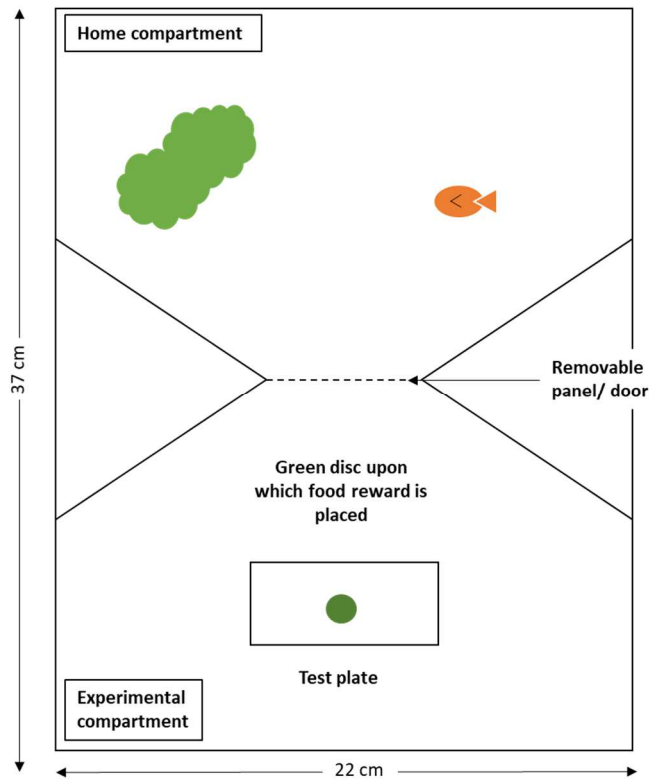 Home compartment
37 cm
Removable
panel/ door
Green disc upon
which food reward is
placed
Test plate
Experimental
compartment
22 cm